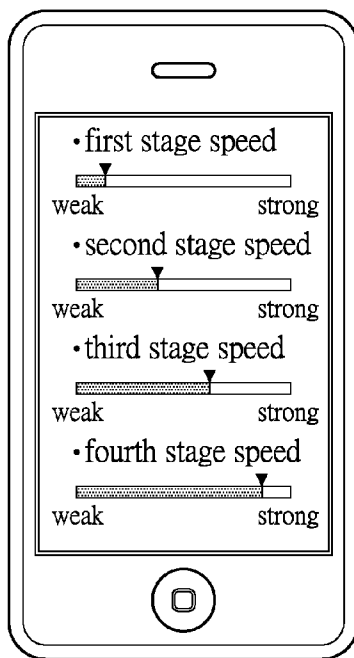 •first stage speed
weak strong
•second stage speed
weak strong
•third stage speed
weak strong
•fourth stage speed
weak strong